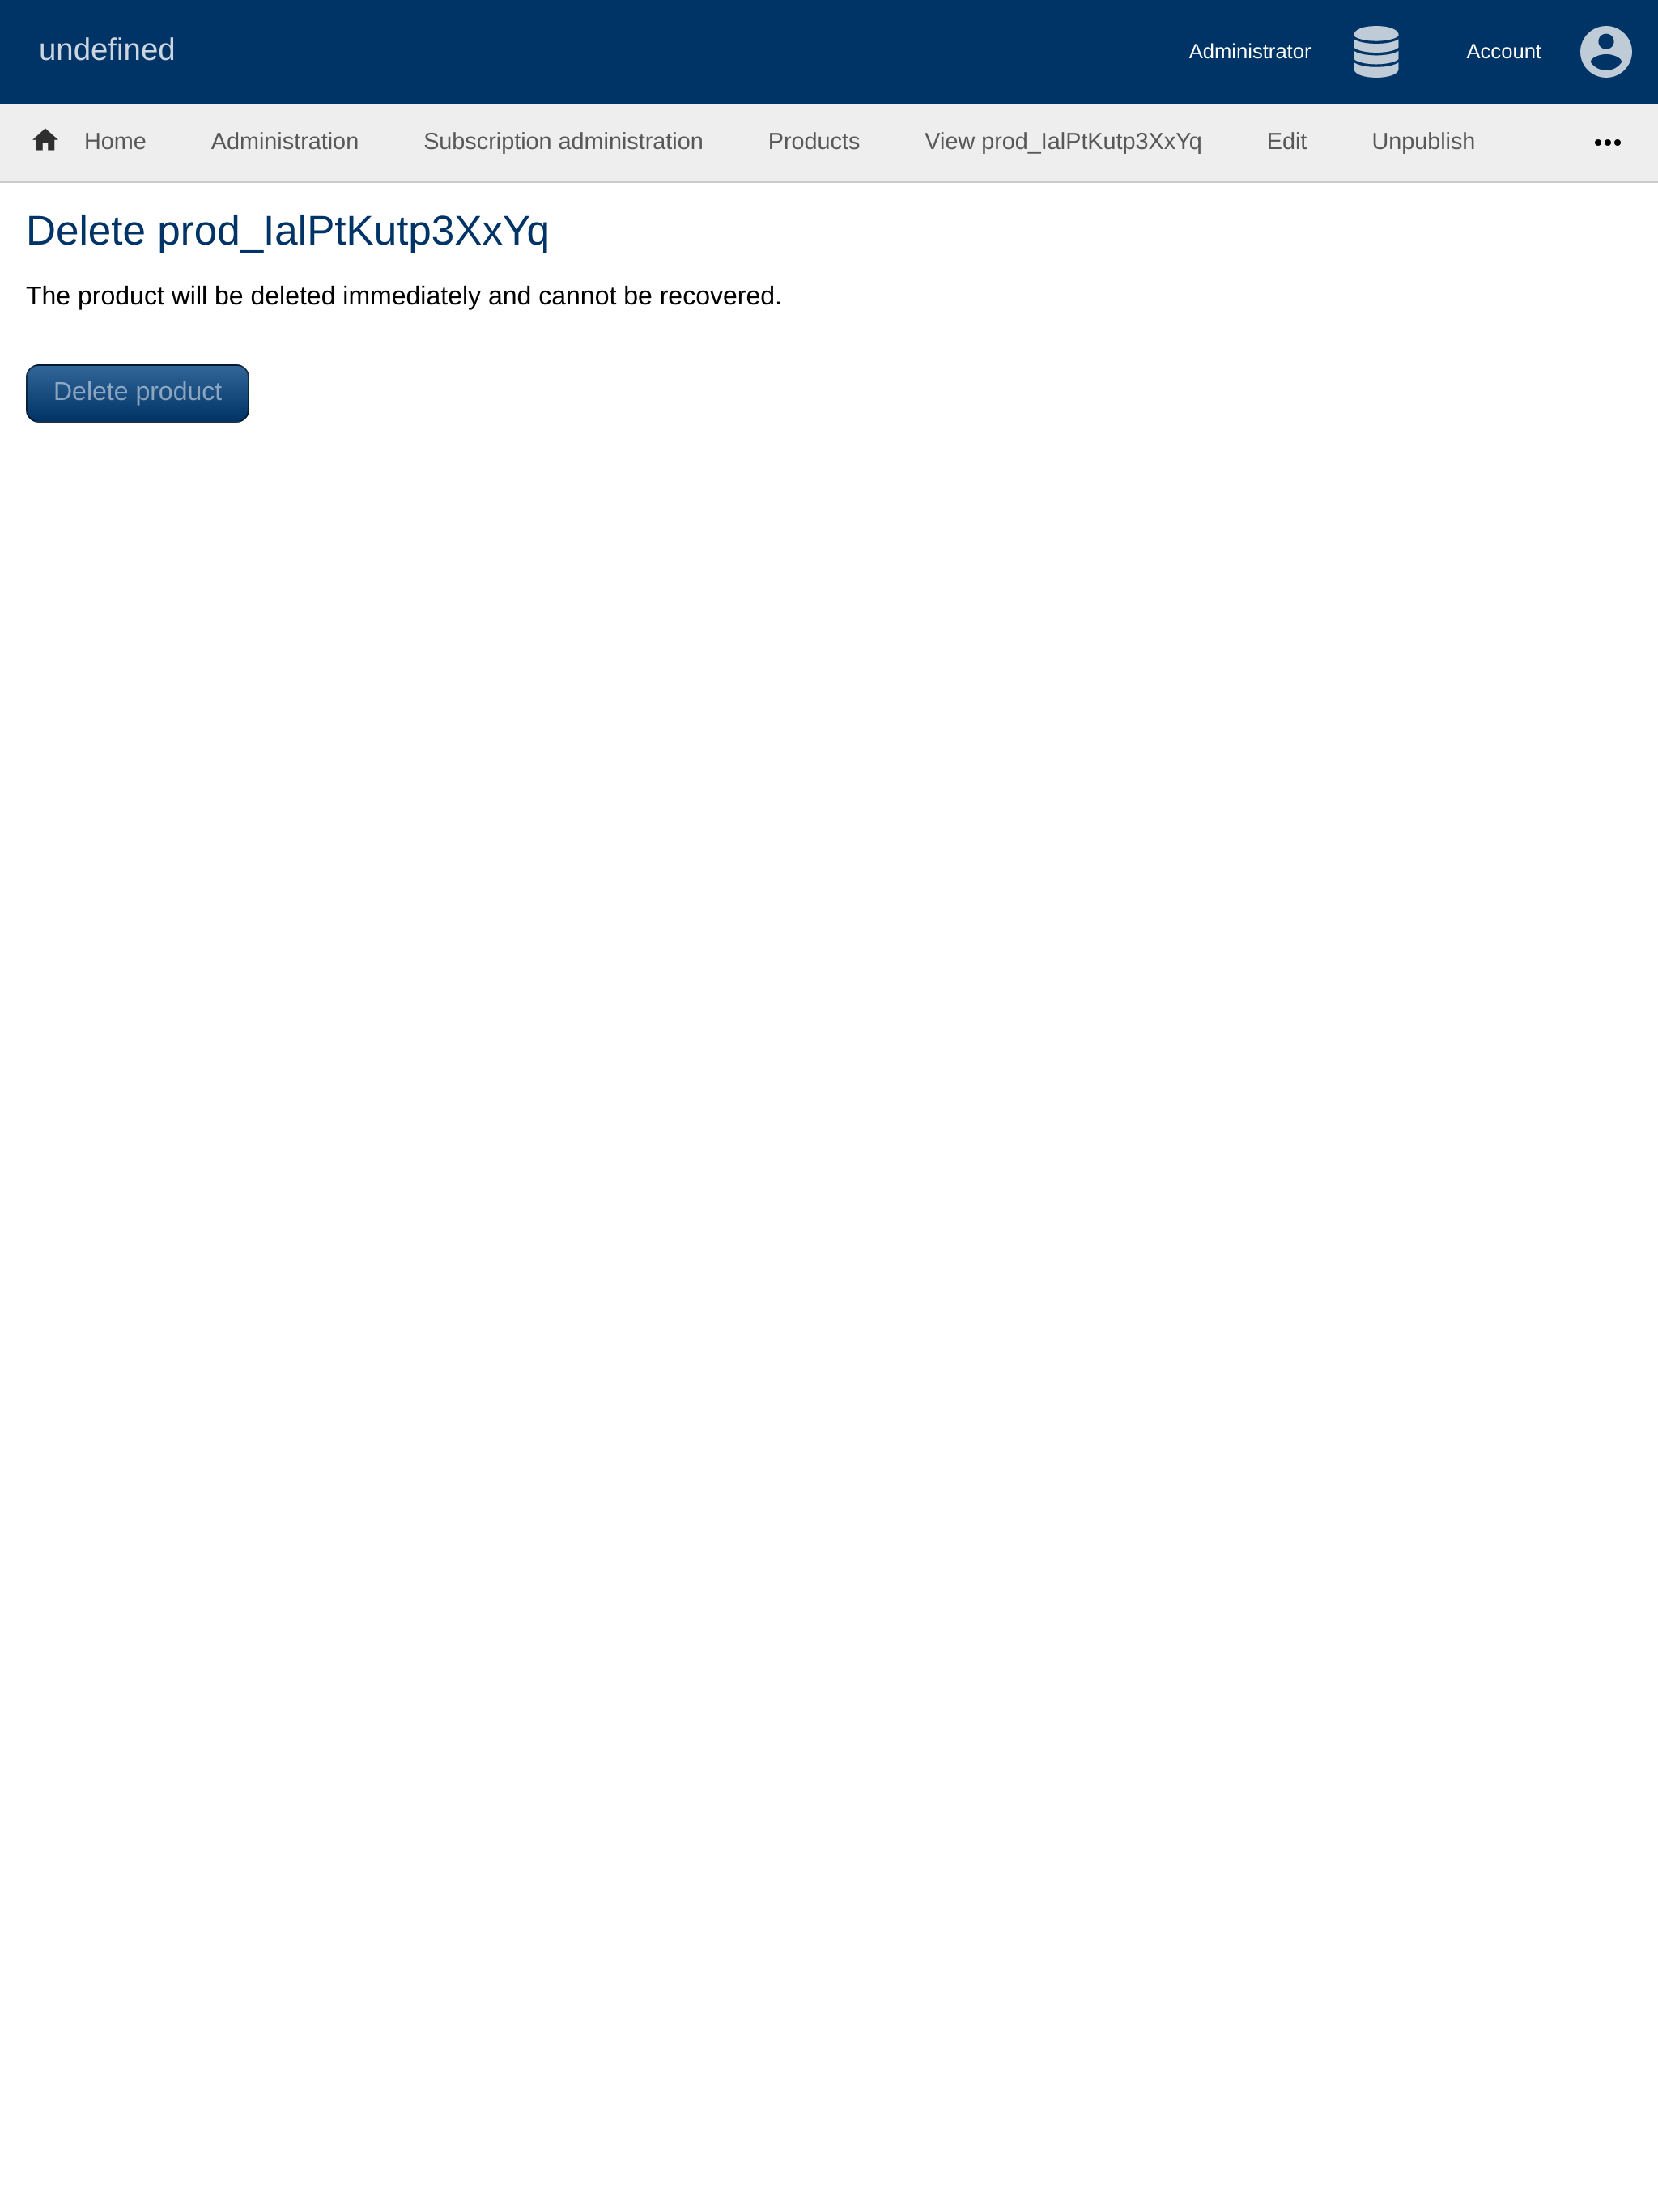 undefined
Administrator Account
Home Administration Subscription administration Products View prod_IalPtKutp3XxYq Edit Unpublish
Delete prod_IalPtKutp3XxYq
The product will be deleted immediately and cannot be recovered.
Delete product